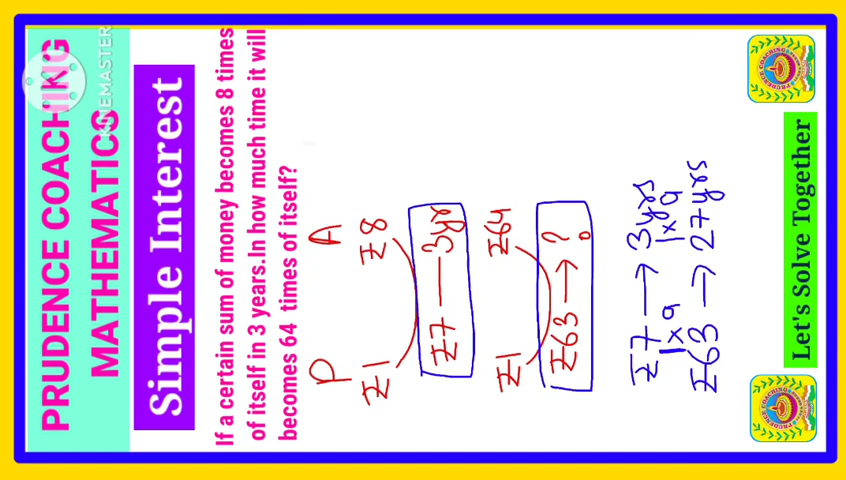 PRUDENCE COACHING
MATHEMATICS
KINEMASTER
Simple Interest
If a certain sum of money becomes 8 times
of itself in 3 years.In how much time it will
becomes 64 times of itself?
P A
₹1 ₹8
₹7 — 3yr
₹1 ₹64
₹63 → ?
₹7 → 3yrs
1×9 1×9
₹63 → 27yrs
Let's Solve Together